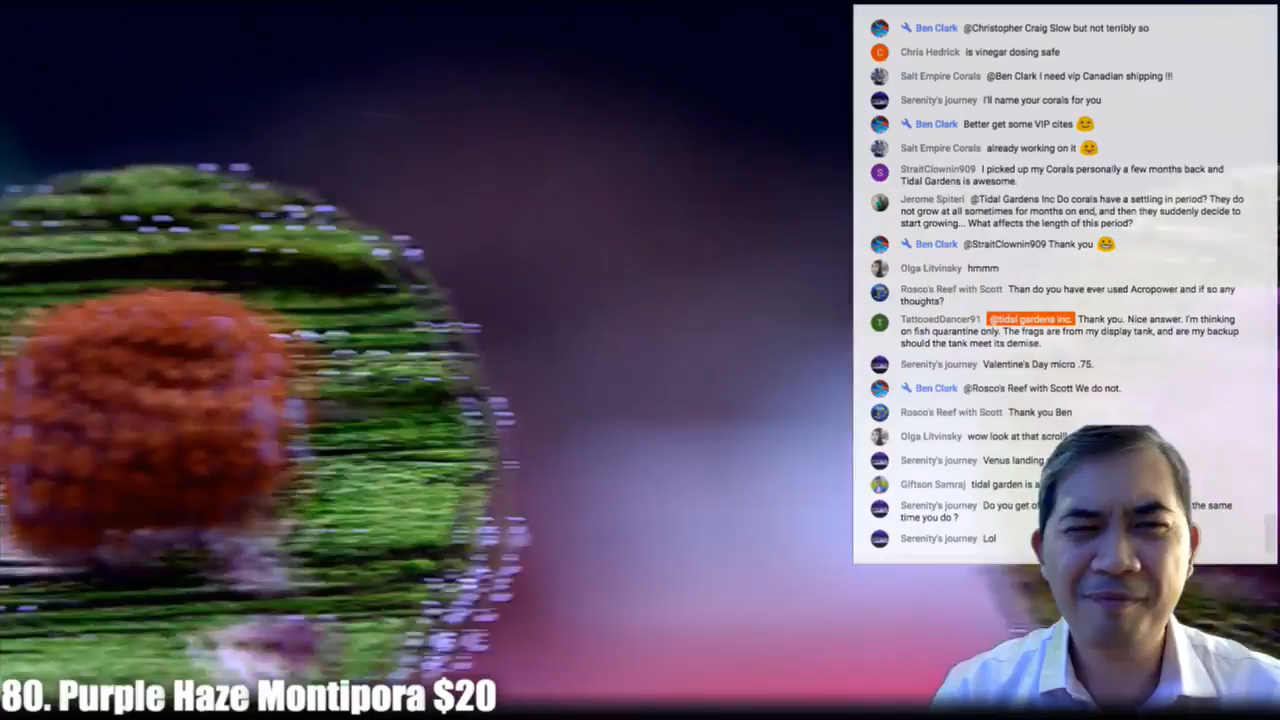 Ben Clark @Christopher Craig Slow but not terribly so
C Chris Hedrick is vinegar dosing safe
Salt Empire Corals @Ben Clark I need vip Canadian shipping !!!
Serenity's journey I'll name your corals for you
Ben Clark Better get some VIP cites
Salt Empire Corals already working on it
S StraitClownin909 I picked up my Corals personally a few months back and
Tidal Gardens is awesome.
Jerome Spiteri @Tidal Gardens Inc Do corals have a settling in period? They do
not grow at all sometimes for months on end, and then they suddenly decide to
start growing... What affects the length of this period?
Ben Clark @StraitClownin909 Thank you
Olga Litvinsky hmmm
Rosco's Reef with Scott Than do you have ever used Acropower and if so any
thoughts?
T TattooedDancer91 @tidal gardens inc. Thank you. Nice answer. I'm thinking
on fish quarantine only. The frags are from my display tank, and are my backup
should the tank meet its demise.
Serenity's journey Valentine's Day micro .75.
Ben Clark @Rosco's Reef with Scott We do not.
Rosco's Reef with Scott Thank you Ben
Olga Litvinsky wow look at that scroll
Serenity's journey Venus landing
Giftson Samraj tidal garden is a
Serenity's journey Do you get of the same
time you do ?
Serenity's journey Lol
80. Purple Haze Montipora $20